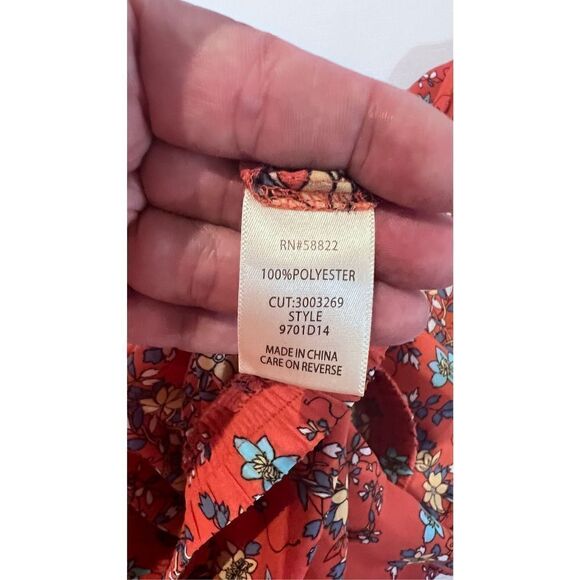 RN#58822
100%POLYESTER
CUT:3003269
STYLE
9701D14
MADE IN CHINA
CARE ON REVERSE